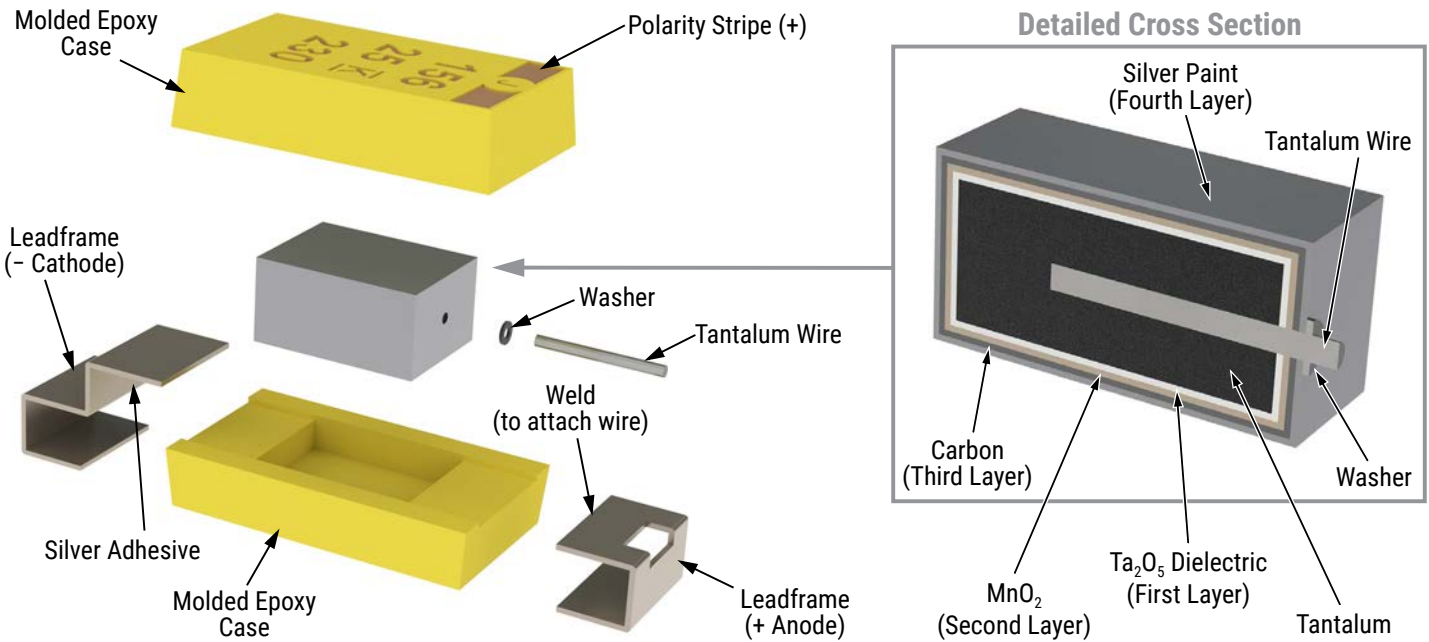 Molded Epoxy
Case
Polarity Stripe (+)
156
25
230
Leadframe
(− Cathode)
Washer
Tantalum Wire
Weld
(to attach wire)
Silver Adhesive
Molded Epoxy
Case
Leadframe
(+ Anode)
Detailed Cross Section
Silver Paint
(Fourth Layer)
Tantalum Wire
Carbon
(Third Layer)
Washer
MnO₂
(Second Layer)
Ta₂O₅ Dielectric
(First Layer)
Tantalum